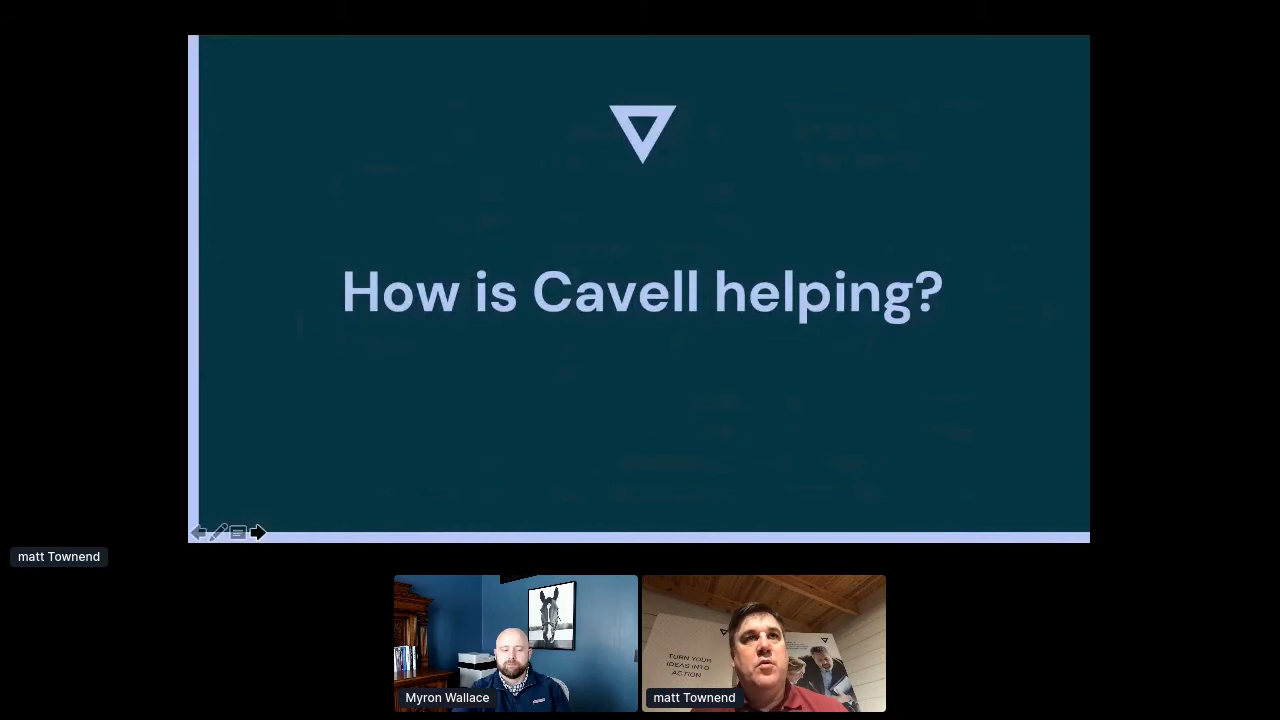 How is Cavell helping?
matt Townend
Myron Wallace
TURN YOUR
IDEAS INTO
ACTION
matt Townend